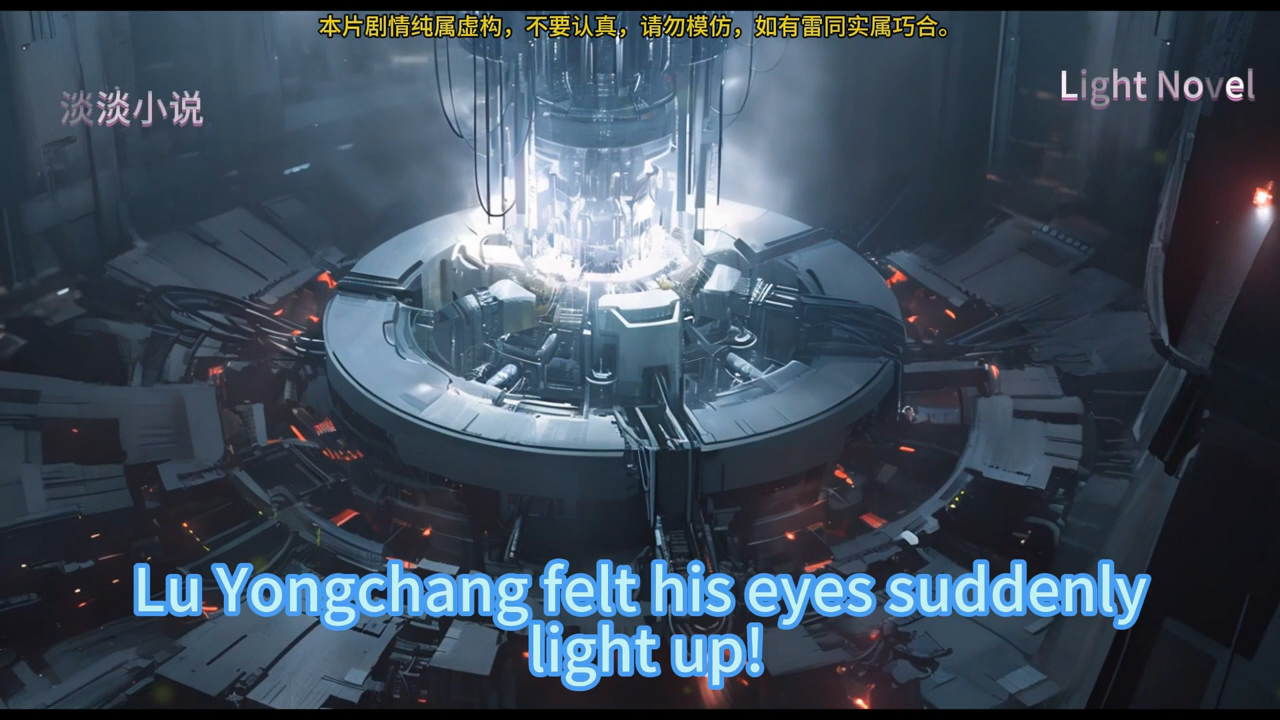 本片剧情纯属虚构，不要认真，请勿模仿，如有雷同实属巧合。
淡淡小说
Light Novel
Lu Yongchang felt his eyes suddenly
light up!